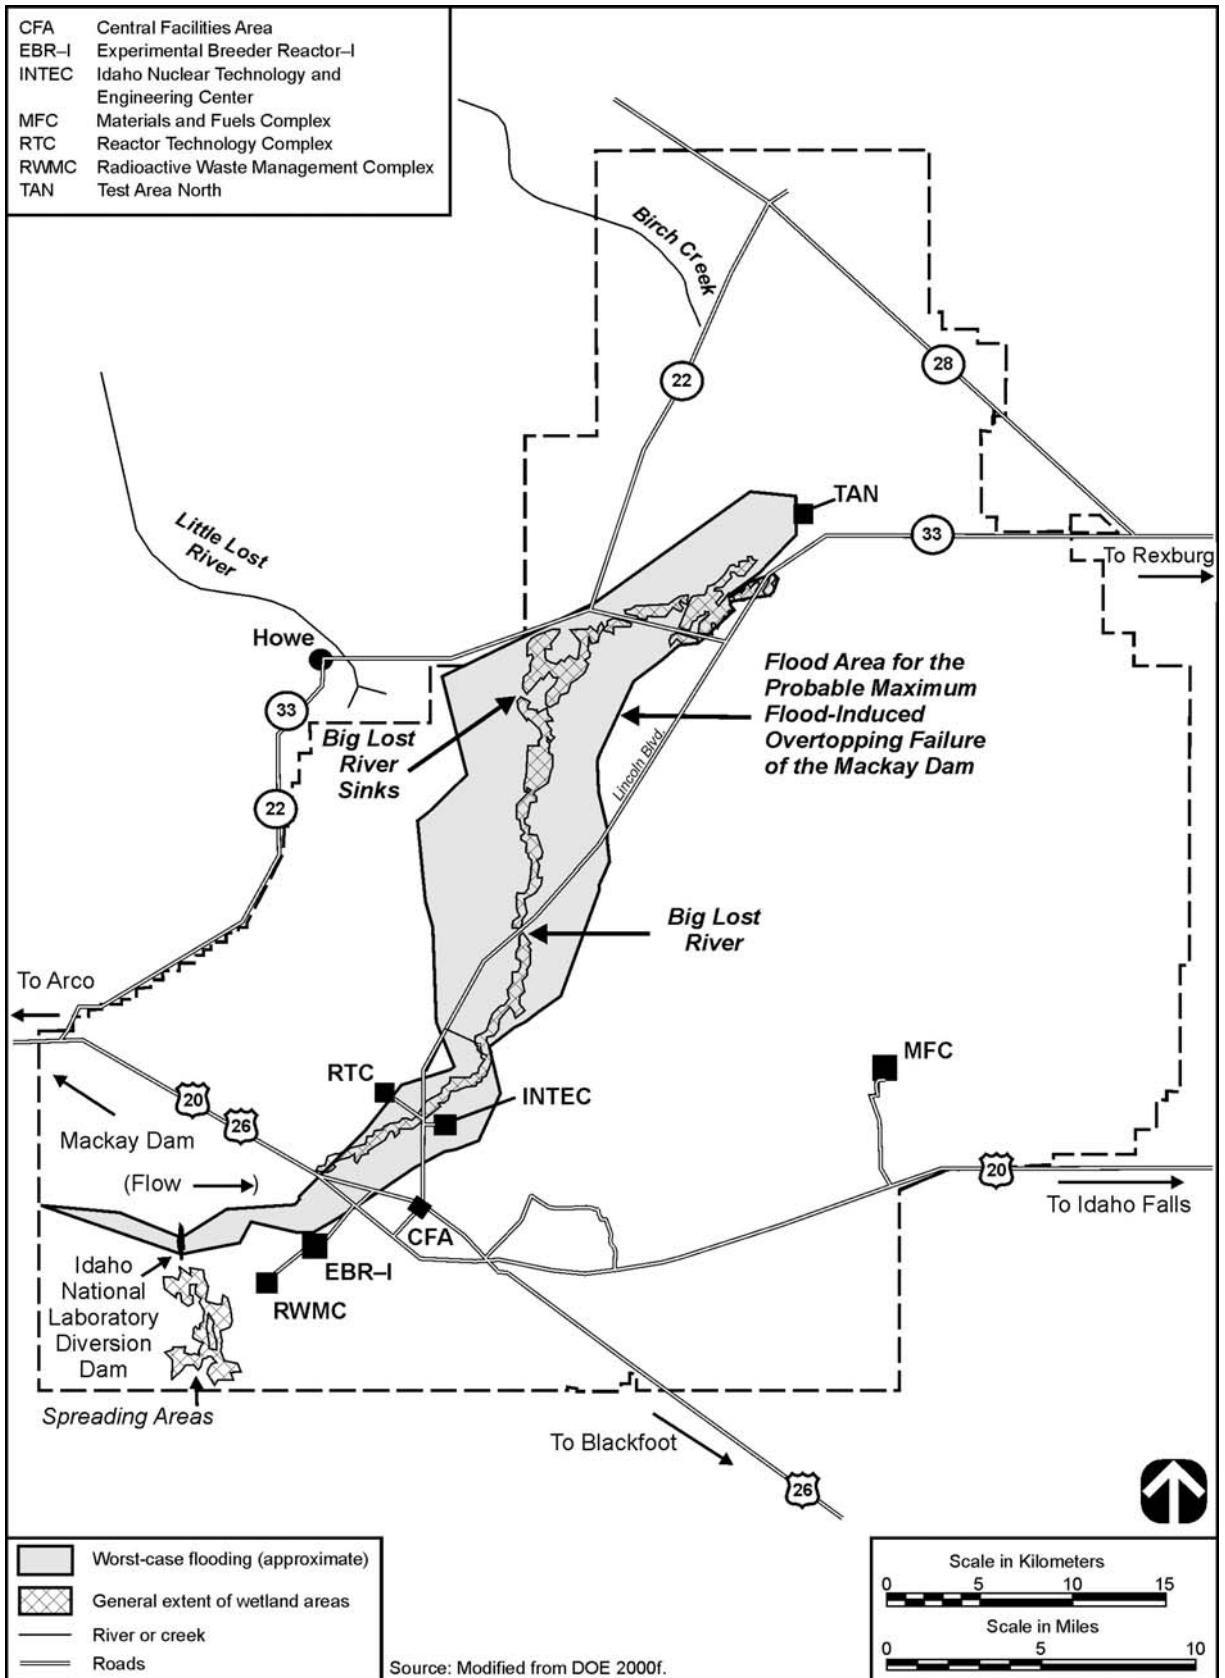 CFA Central Facilities Area
EBR–I Experimental Breeder Reactor–I
INTEC Idaho Nuclear Technology and
Engineering Center
MFC Materials and Fuels Complex
RTC Reactor Technology Complex
RWMC Radioactive Waste Management Complex
TAN Test Area North
Birch Creek
28
22
TAN
33
To Rexburg
Little Lost
River
Howe
33
Flood Area for the
Probable Maximum
Flood-Induced
Overtopping Failure
of the Mackay Dam
Big Lost
River
Sinks
Lincoln Blvd.
22
Big Lost
River
To Arco
MFC
RTC
INTEC
20
26
Mackay Dam
(Flow )
20
To Idaho Falls
CFA
EBR–I
RWMC
Idaho
National
Laboratory
Diversion
Dam
Spreading Areas
To Blackfoot
26
Worst-case flooding (approximate)
General extent of wetland areas
River or creek
Roads
Source: Modified from DOE 2000f.
Scale in Kilometers
0 5 10 15
Scale in Miles
0 5 10